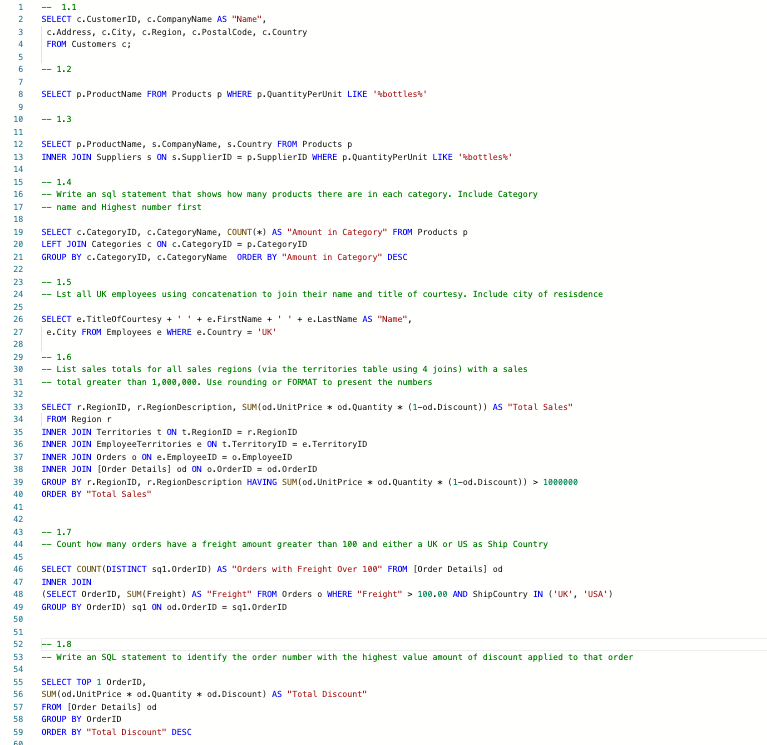 1 -- 1.1
2 SELECT c.CustomerID, c.CompanyName AS "Name",
3 c.Address, c.City, c.Region, c.PostalCode, c.Country
4 FROM Customers c;
5
6 -- 1.2
7
8 SELECT p.ProductName FROM Products p WHERE p.QuantityPerUnit LIKE '%bottles%'
9
10 -- 1.3
11
12 SELECT p.ProductName, s.CompanyName, s.Country FROM Products p
13 INNER JOIN Suppliers s ON s.SupplierID = p.SupplierID WHERE p.QuantityPerUnit LIKE '%bottles%'
14
15 -- 1.4
16 -- Write an sql statement that shows how many products there are in each category. Include Category
17 -- name and Highest number first
18
19 SELECT c.CategoryID, c.CategoryName, COUNT(*) AS "Amount in Category" FROM Products p
20 LEFT JOIN Categories c ON c.CategoryID = p.CategoryID
21 GROUP BY c.CategoryID, c.CategoryName  ORDER BY "Amount in Category" DESC
22
23 -- 1.5
24 -- Lst all UK employees using concatenation to join their name and title of courtesy. Include city of resisdence
25
26 SELECT e.TitleOfCourtesy + ' ' + e.FirstName + ' ' + e.LastName AS "Name",
27 e.City FROM Employees e WHERE e.Country = 'UK'
28
29 -- 1.6
30 -- List sales totals for all sales regions (via the territories table using 4 joins) with a sales
31 -- total greater than 1,000,000. Use rounding or FORMAT to present the numbers
32
33 SELECT r.RegionID, r.RegionDescription, SUM(od.UnitPrice * od.Quantity * (1-od.Discount)) AS "Total Sales"
34 FROM Region r
35 INNER JOIN Territories t ON t.RegionID = r.RegionID
36 INNER JOIN EmployeeTerritories e ON t.TerritoryID = e.TerritoryID
37 INNER JOIN Orders o ON e.EmployeeID = o.EmployeeID
38 INNER JOIN [Order Details] od ON o.OrderID = od.OrderID
39 GROUP BY r.RegionID, r.RegionDescription HAVING SUM(od.UnitPrice * od.Quantity * (1-od.Discount)) > 1000000
40 ORDER BY "Total Sales"
41
42
43 -- 1.7
44 -- Count how many orders have a freight amount greater than 100 and either a UK or US as Ship Country
45
46 SELECT COUNT(DISTINCT sq1.OrderID) AS "Orders with Freight Over 100" FROM [Order Details] od
47 INNER JOIN
48 (SELECT OrderID, SUM(Freight) AS "Freight" FROM Orders o WHERE "Freight" > 100.00 AND ShipCountry IN ('UK', 'USA')
49 GROUP BY OrderID) sq1 ON od.OrderID = sq1.OrderID
50
51
52 -- 1.8
53 -- Write an SQL statement to identify the order number with the highest value amount of discount applied to that order
54
55 SELECT TOP 1 OrderID,
56 SUM(od.UnitPrice * od.Quantity * od.Discount) AS "Total Discount"
57 FROM [Order Details] od
58 GROUP BY OrderID
59 ORDER BY "Total Discount" DESC
60